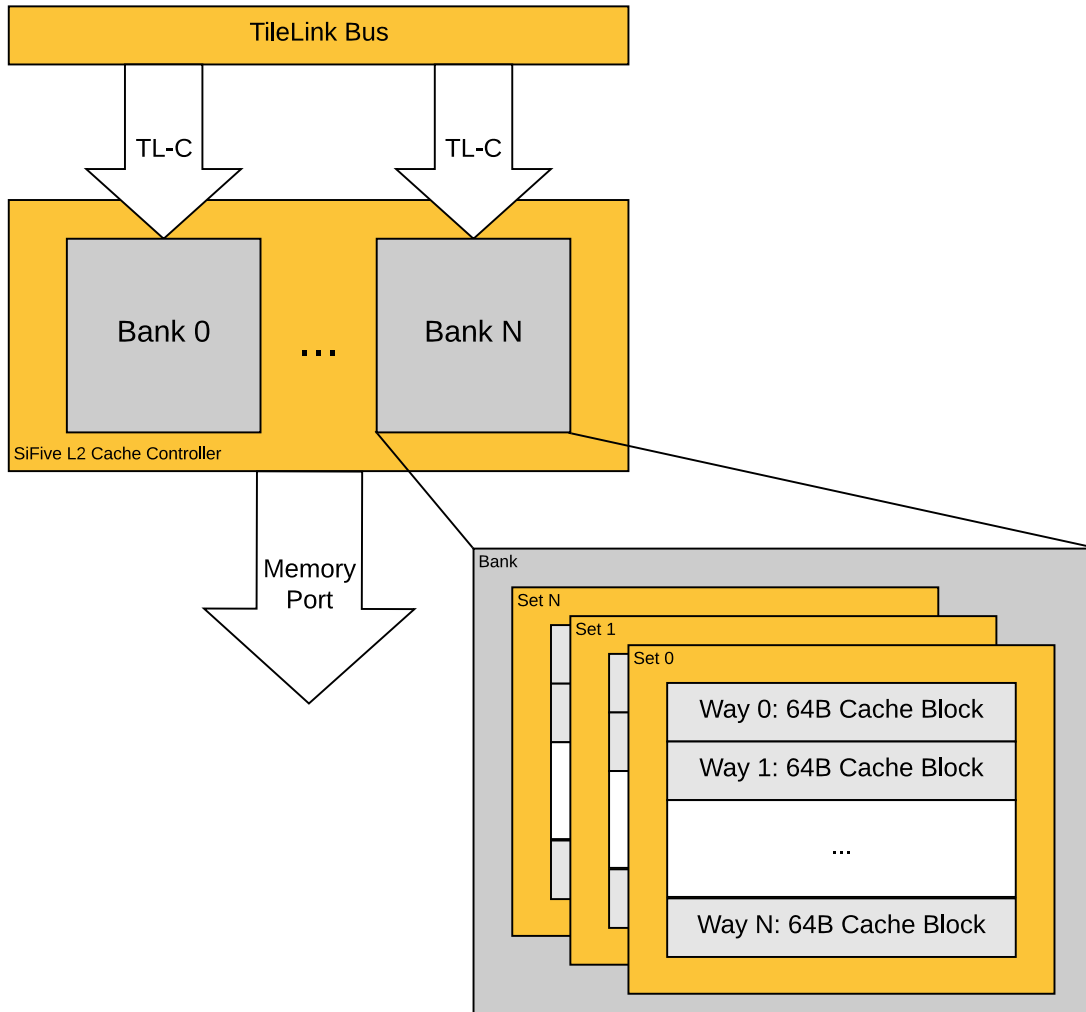 TileLink Bus
TL-C
TL-C
Bank 0
...
Bank N
SiFive L2 Cache Controller
Memory
Port
Bank
Set N
Set 1
Set 0
Way 0: 64B Cache Block
Way 1: 64B Cache Block
...
Way N: 64B Cache Block